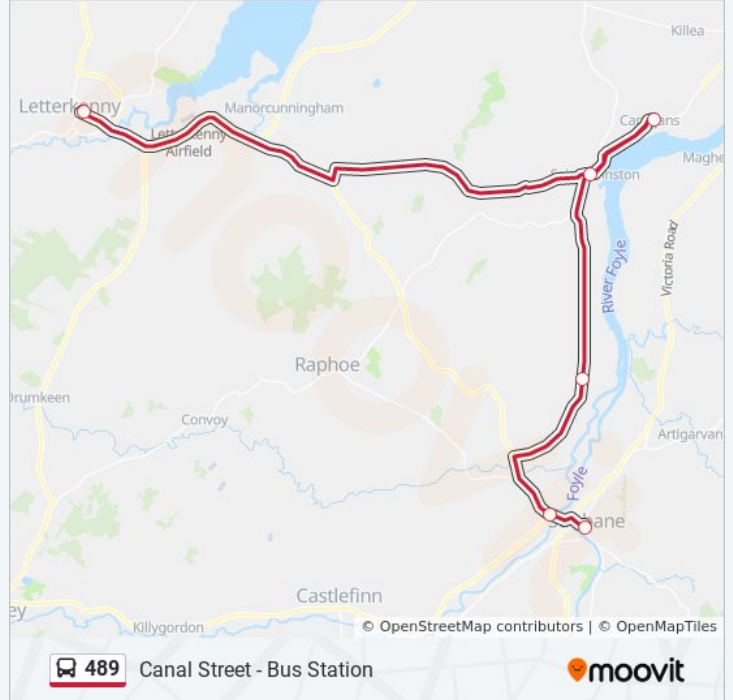 Killea
Letterkenny
Manorcunningham
Letterkenny
Airfield
Maghe
River Foyle
Victoria Road
Raphoe
Drumkeen
Convoy
Artigarvan
Foyle
Castlefinn
ey
Killygordon
© OpenStreetMap contributors | © OpenMapTiles
489 Canal Street - Bus Station
moovit